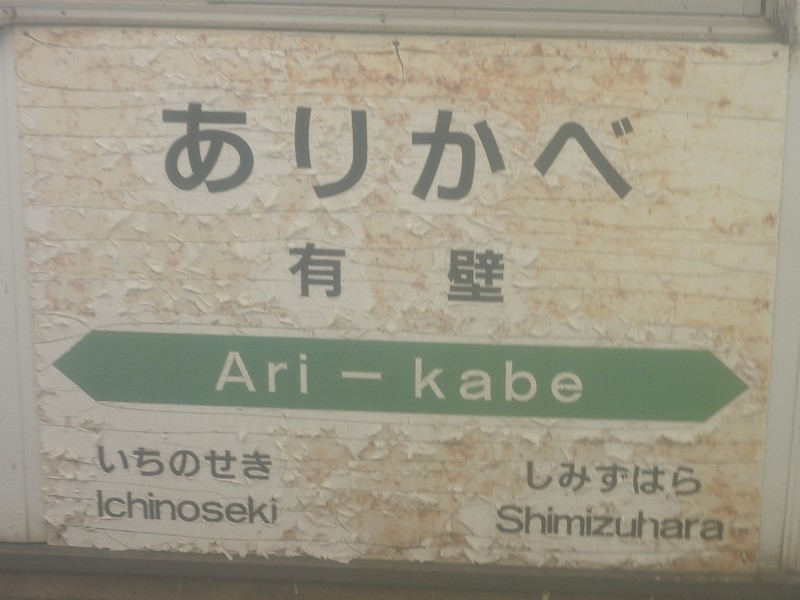 ありかべ
有壁
Ari-kabe
いちのせき しみずはら
Ichinoseki Shimizuhara